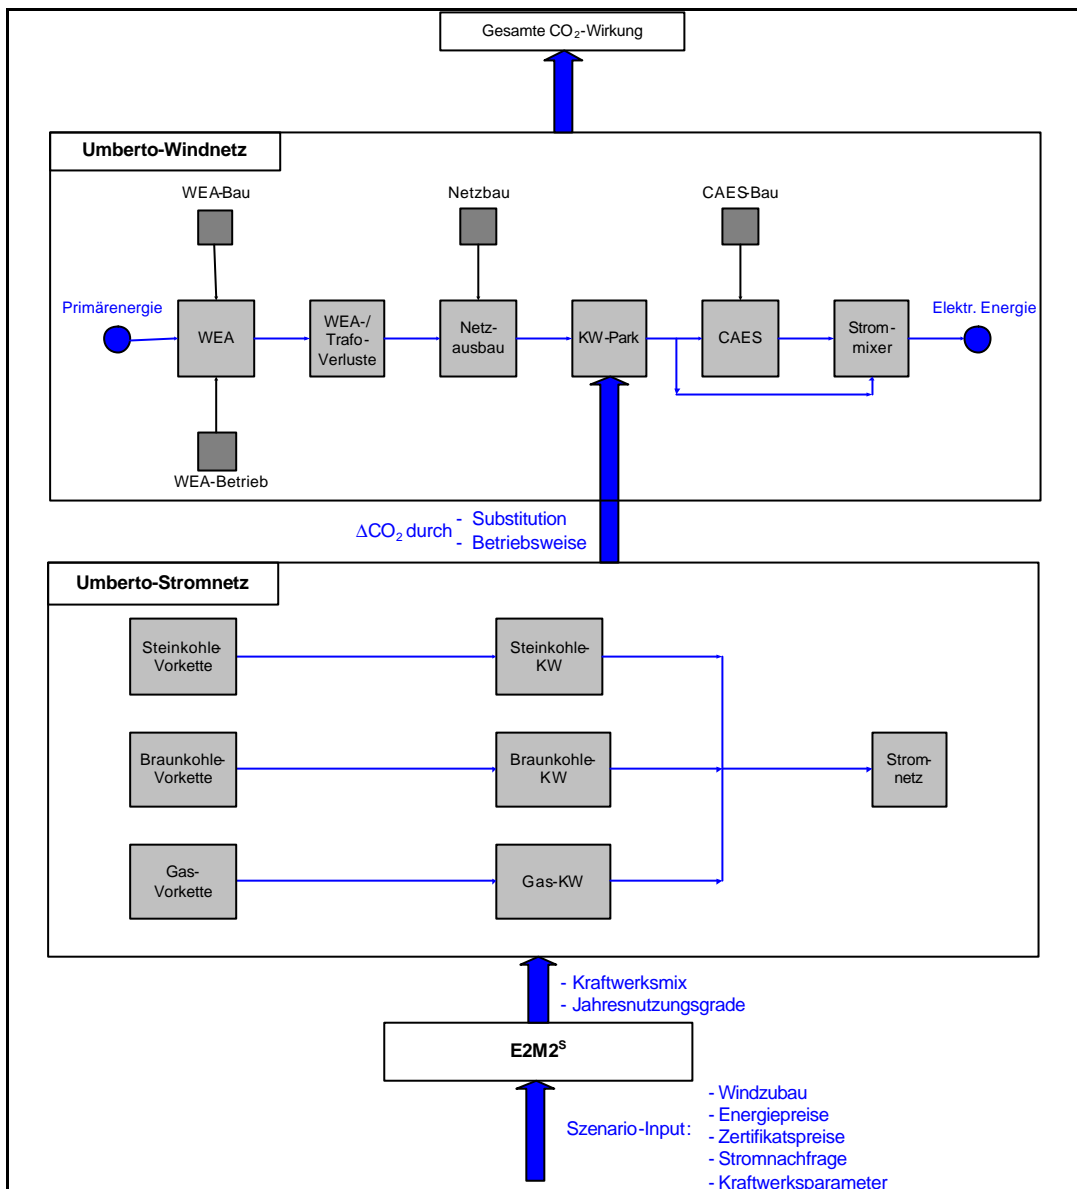 Gesamte CO₂-Wirkung
Umberto-Windnetz
WEA-Bau
Netzbau
CAES-Bau
Primärenergie
Elektr. Energie
WEA
WEA-/
Trafo-
Verluste
Netz-
ausbau
KW-Park
CAES
Strom-
mixer
WEA-Betrieb
ΔCO₂ durch
- Substitution
- Betriebsweise
Umberto-Stromnetz
Steinkohle-
Vorkette
Steinkohle-
KW
Braunkohle-
Vorkette
Braunkohle-
KW
Strom-
netz
Gas-
Vorkette
Gas-KW
- Kraftwerksmix
- Jahresnutzungsgrade
E2M2ˢ
Szenario-Input:
- Windzubau
- Energiepreise
- Zertifikatspreise
- Stromnachfrage
- Kraftwerksparameter